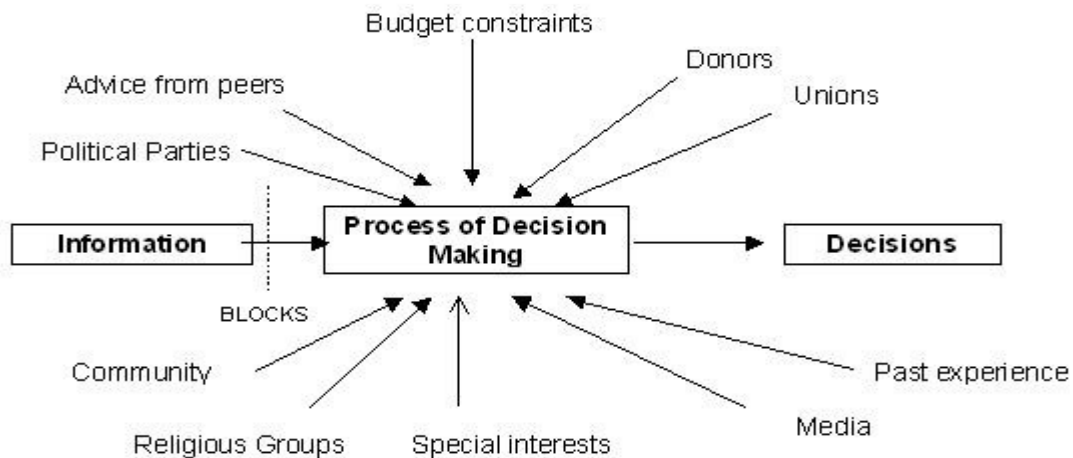 Budget constraints
Donors
Advice from peers
Unions
Political Parties
Information
Process of Decision
Making
Decisions
BLOCKS
Community
Past experience
Media
Religious Groups
Special interests